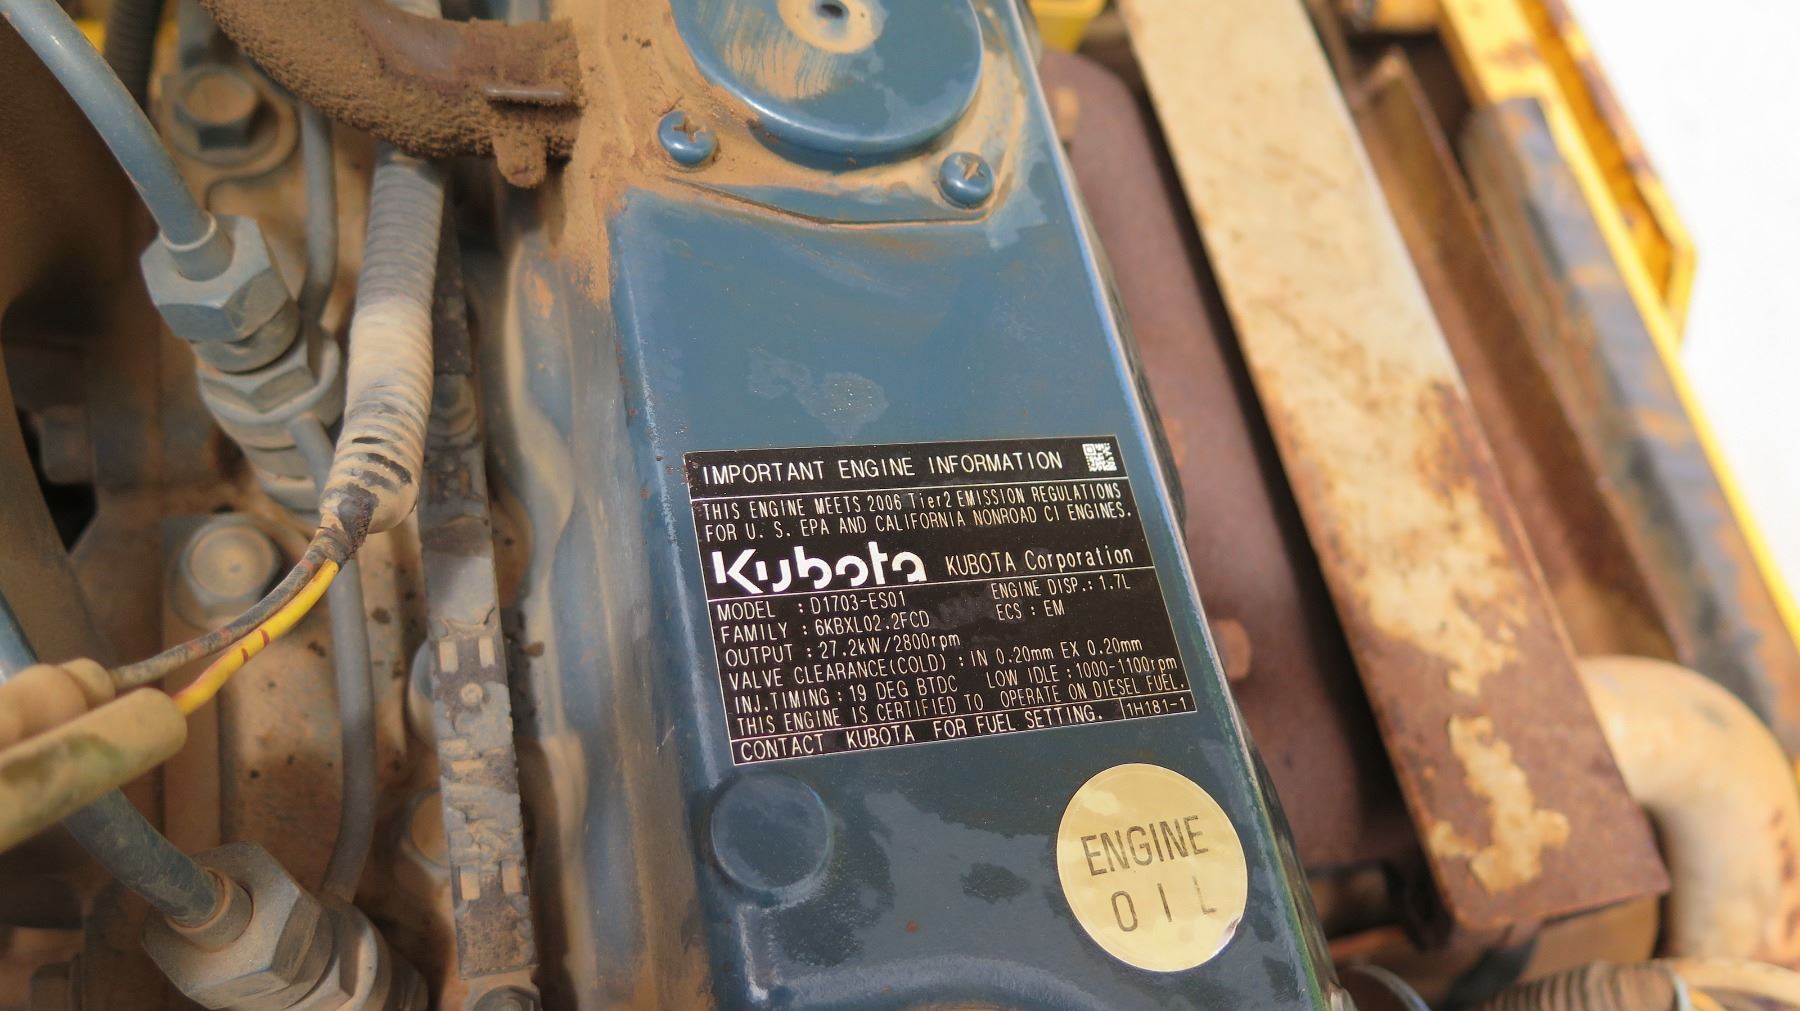 IMPORTANT ENGINE INFORMATION
THIS ENGINE MEETS 2006 Tier2 EMISSION REGULATIONS
FOR U. S. EPA AND CALIFORNIA NONROAD CI ENGINES.
Kubota KUBOTA Corporation
MODEL : D1703-ES01 ENGINE DISP.: 1.7L
FAMILY : 6KBXL02.2FCD ECS : EM
OUTPUT : 27.2kW/2800rpm
VALVE CLEARANCE(COLD) : IN 0.20mm EX 0.20mm
INJ.TIMING : 19 DEG BTDC LOW IDLE : 1000-1100rpm
THIS ENGINE IS CERTIFIED TO OPERATE ON DIESEL FUEL.
CONTACT KUBOTA FOR FUEL SETTING. 1H181-1
ENGINE
OIL